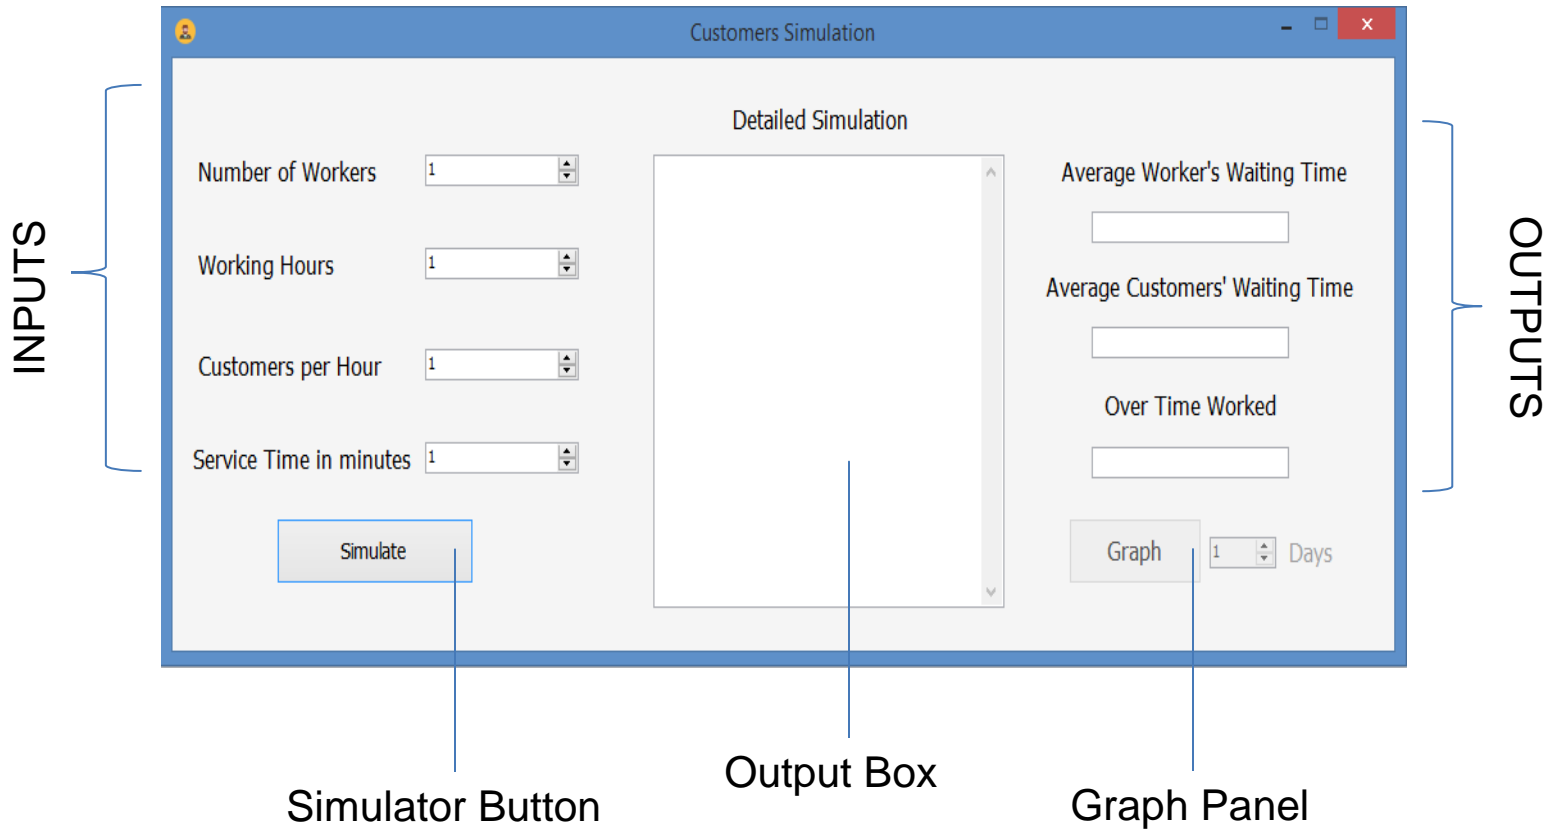 Customers Simulation
x
INPUTS
Number of Workers
1
Working Hours
1
Customers per Hour
1
Service Time in minutes
1
Simulate
Detailed Simulation
Average Worker's Waiting Time
Average Customers' Waiting Time
Over Time Worked
Graph
1
Days
OUTPUTS
Simulator Button
Output Box
Graph Panel